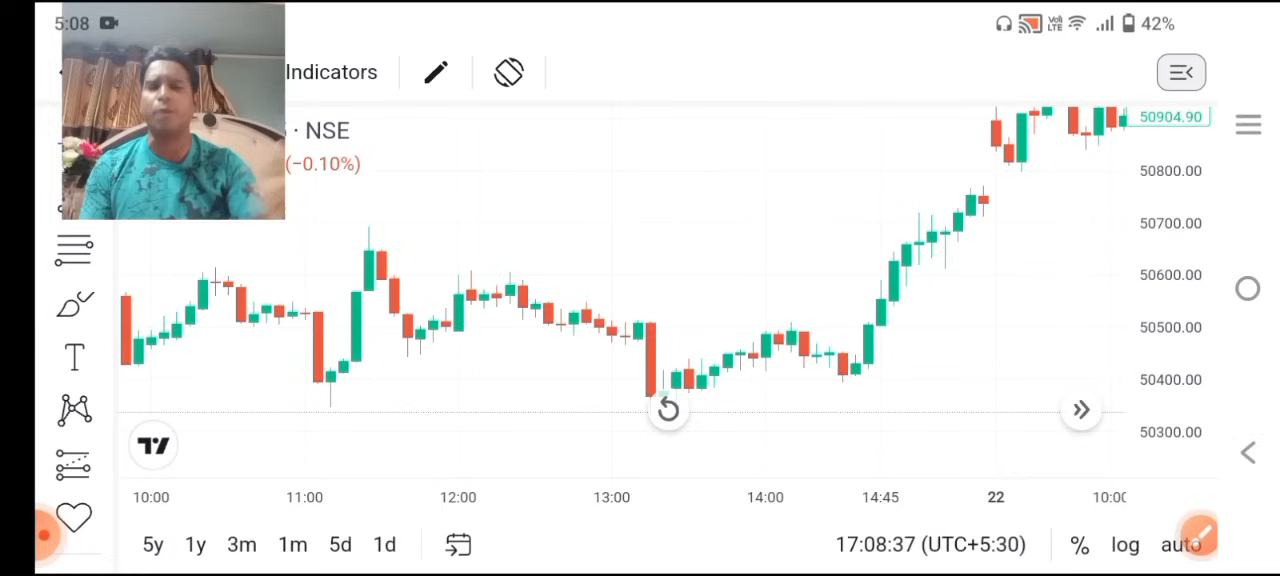 5:08
Vo) LTE
42%
Indicators
· NSE
(−0.10%)
50904.90
50800.00
50700.00
50600.00
50500.00
50400.00
50300.00
10:00 11:00 12:00 13:00 14:00 14:45 22 10:00
5y 1y 3m 1m 5d 1d
17:08:37 (UTC+5:30) % log auto